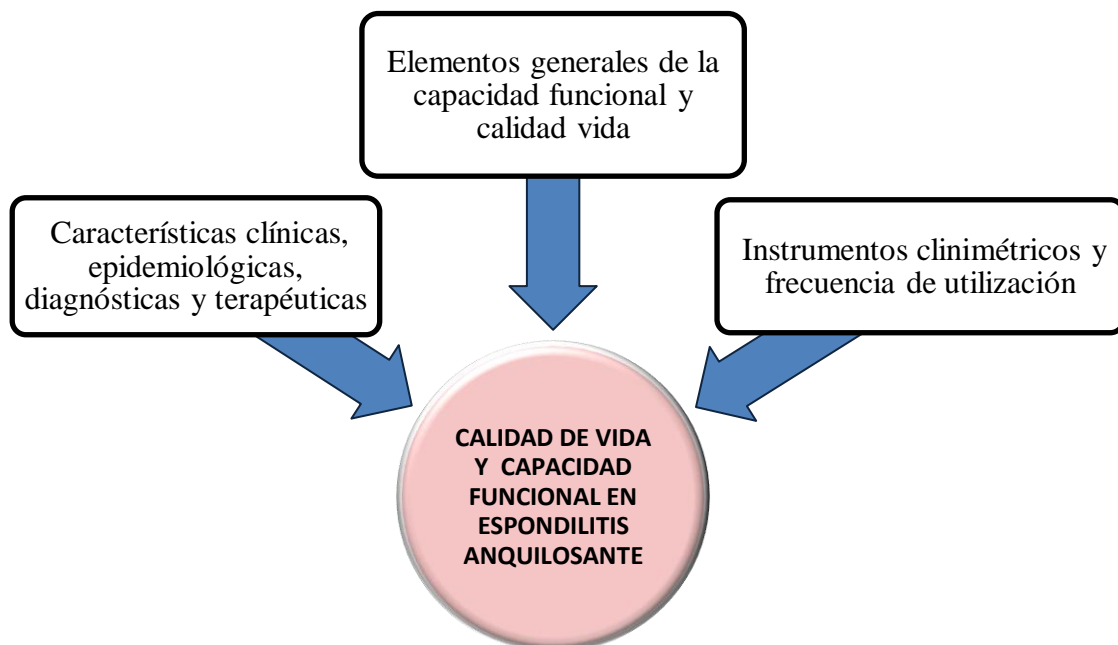 Elementos generales de la
capacidad funcional y
calidad vida
Características clínicas,
epidemiológicas,
diagnósticas y terapéuticas
Instrumentos clinimétricos y
frecuencia de utilización
CALIDAD DE VIDA
Y CAPACIDAD
FUNCIONAL EN
ESPONDILITIS
ANQUILOSANTE